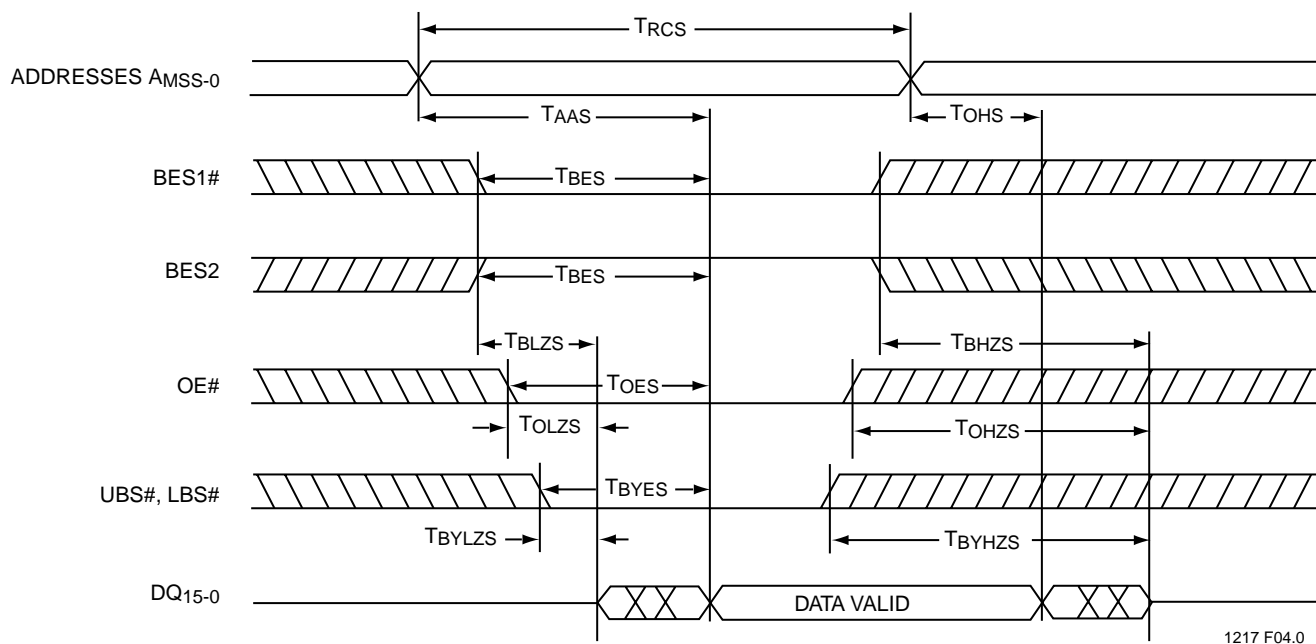 TRCS
ADDRESSES AMSS-0
TAAS
TOHS
BES1#
TBES
BES2
TBES
TBLZS
TBHZS
OE#
TOES
TOLZS
TOHZS
UBS#, LBS#
TBYES
TBYLZS
TBYHZS
DQ15-0
DATA VALID
1217 F04.0